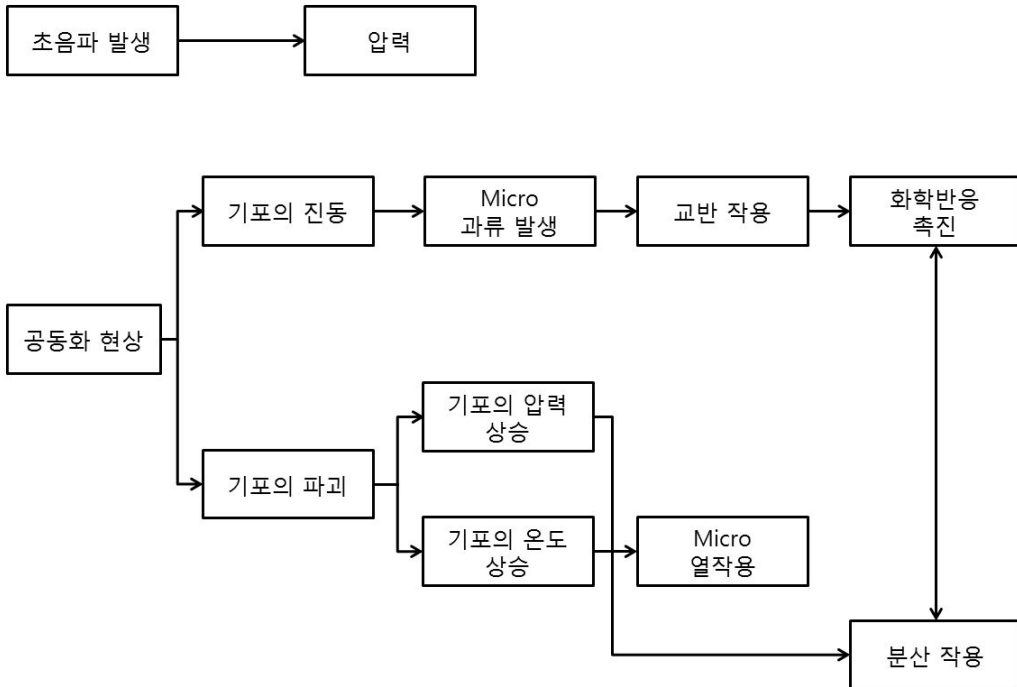 초음파 발생
압력
기포의 진동
Micro
과류 발생
교반 작용
화학반응
촉진
공동화 현상
기포의 압력
상승
기포의 파괴
기포의 온도
상승
Micro
열작용
분산 작용